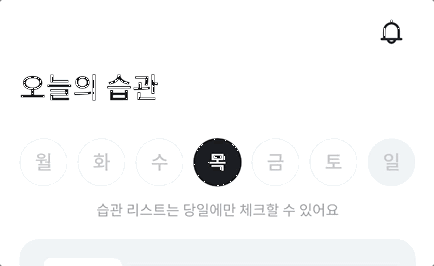 오늘의 습관
월 화 수 목 금 토 일
습관 리스트는 당일에만 체크할 수 있어요